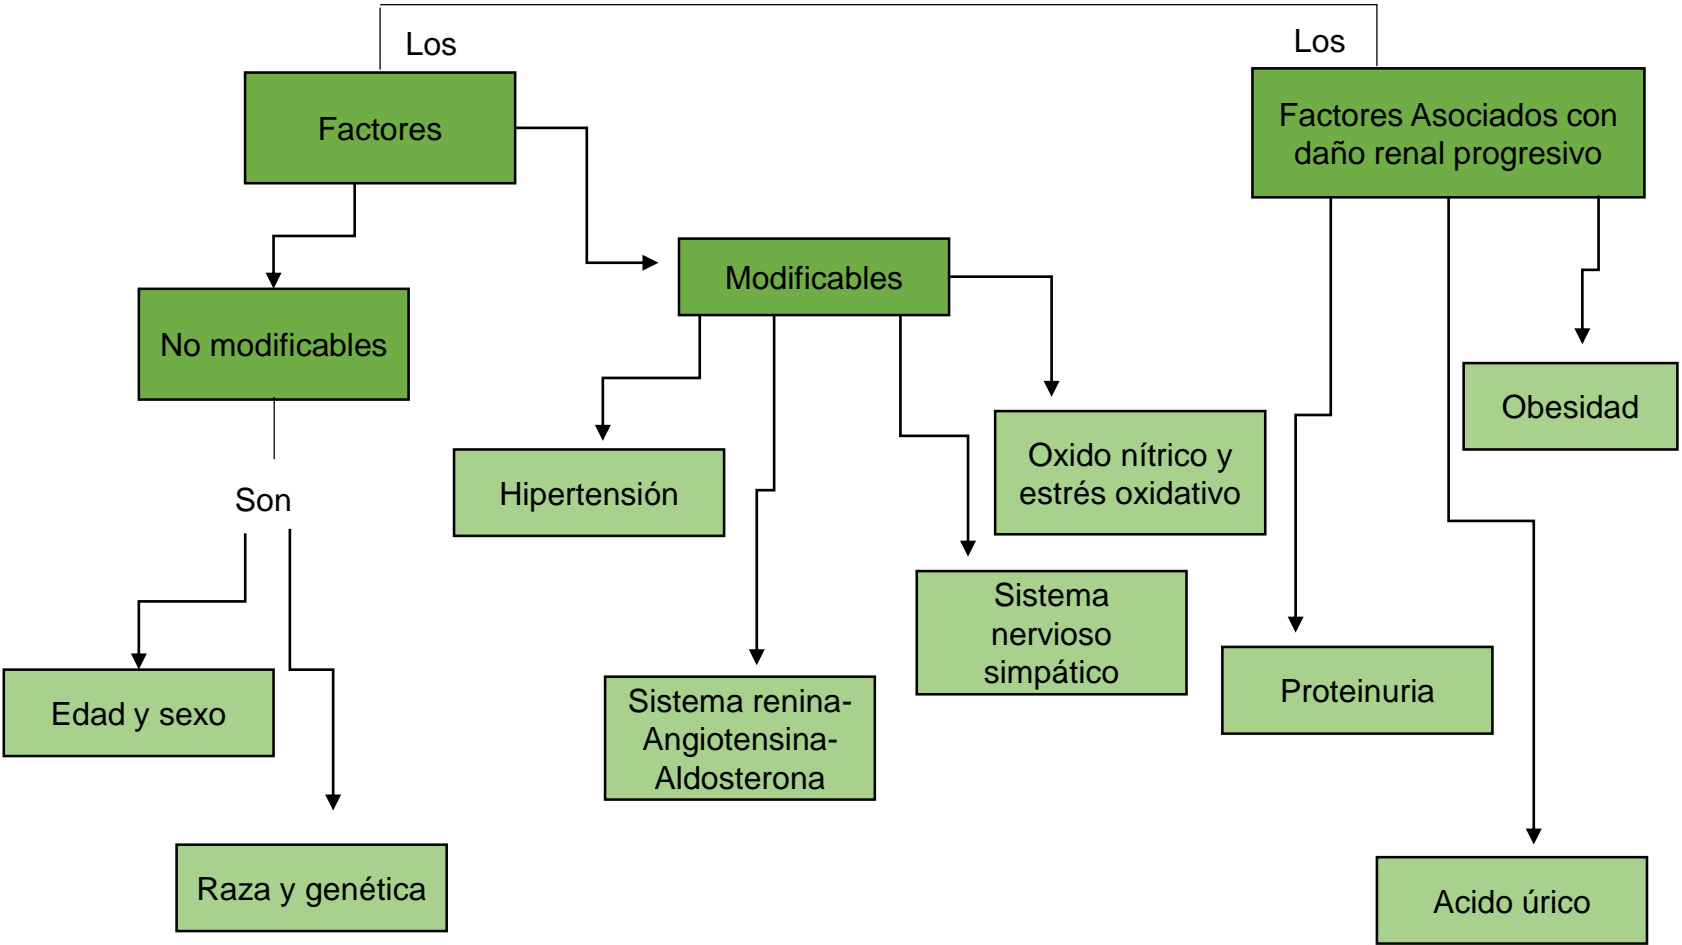 Los
Los
Factores
Factores Asociados con
daño renal progresivo
Modificables
No modificables
Obesidad
Oxido nítrico y
estrés oxidativo
Hipertensión
Son
Sistema
nervioso
simpático
Proteinuria
Edad y sexo
Sistema renina-
Angiotensina-
Aldosterona
Raza y genética
Acido úrico